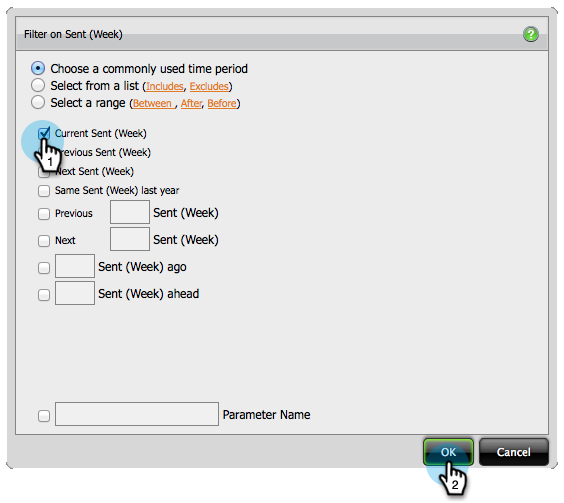 Filter on Sent (Week) ?
Choose a commonly used time period
Select from a list (Includes, Excludes)
Select a range (Between , After, Before)
Current Sent (Week)
Previous Sent (Week)
Next Sent (Week)
Same Sent (Week) last year
Previous Sent (Week)
Next Sent (Week)
Sent (Week) ago
Sent (Week) ahead
Parameter Name
OK Cancel
1
2